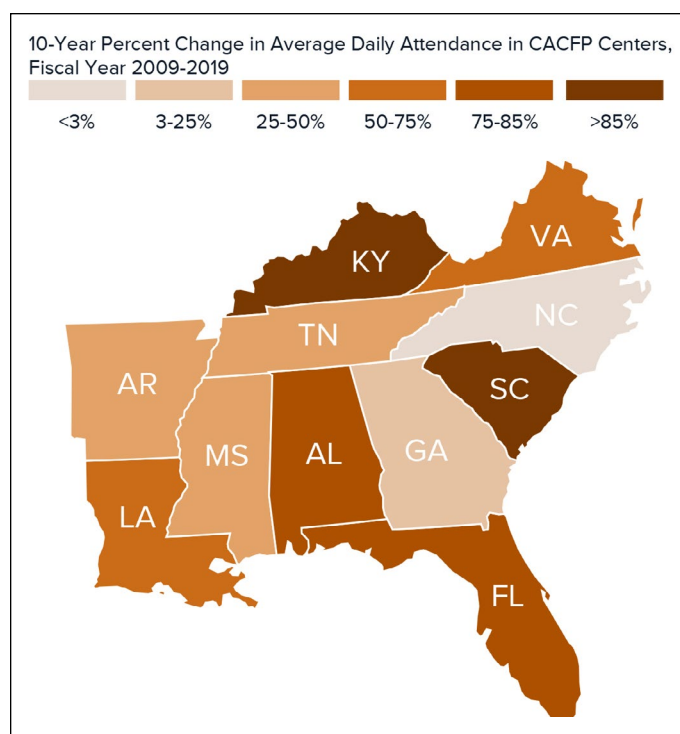 10-Year Percent Change in Average Daily Attendance in CACFP Centers,
Fiscal Year 2009-2019
<3% 3-25% 25-50% 50-75% 75-85% >85%
VA
KY
NC
TN
AR
SC
MS AL GA
LA
FL